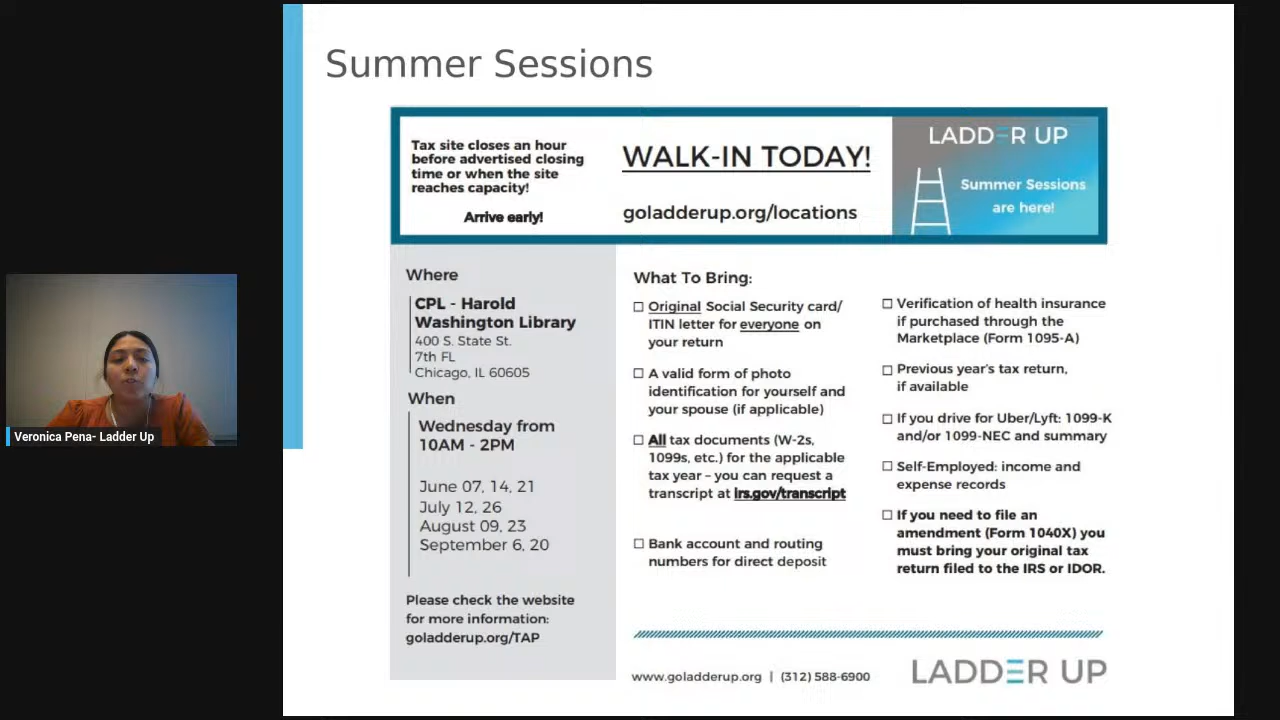 Summer Sessions
Tax site closes an hour
before advertised closing
time or when the site
reaches capacity!
Arrive early!
WALK-IN TODAY!
goladderup.org/locations
LADDER UP
Summer Sessions
are here!
Where
CPL - Harold
Washington Library
400 S. State St.
7th FL
Chicago, IL 60605
When
Wednesday from
10AM - 2PM
June 07, 14, 21
July 12, 26
August 09, 23
September 6, 20
Please check the website
for more information:
goladderup.org/TAP
What To Bring:
Original Social Security card/
ITIN letter for everyone on
your return
A valid form of photo
identification for yourself and
your spouse (if applicable)
All tax documents (W-2s,
1099s, etc.) for the applicable
tax year – you can request a
transcript at irs.gov/transcript
Bank account and routing
numbers for direct deposit
Verification of health insurance
if purchased through the
Marketplace (Form 1095-A)
Previous year's tax return,
if available
If you drive for Uber/Lyft: 1099-K
and/or 1099-NEC and summary
Self-Employed: income and
expense records
If you need to file an
amendment (Form 1040X) you
must bring your original tax
return filed to the IRS or IDOR.
www.goladderup.org | (312) 588-6900
LADDER UP
Veronica Pena- Ladder Up